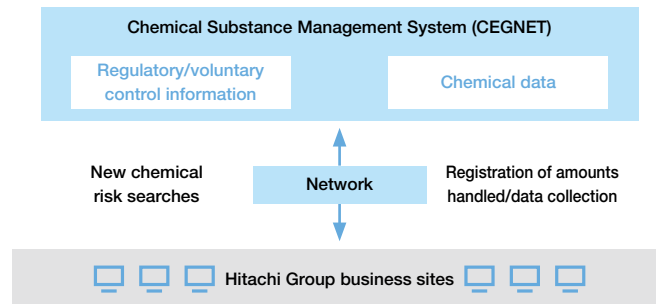 Chemical Substance Management System (CEGNET)
Regulatory/voluntary
control information
Chemical data
New chemical
risk searches
Network
Registration of amounts
handled/data collection
Hitachi Group business sites